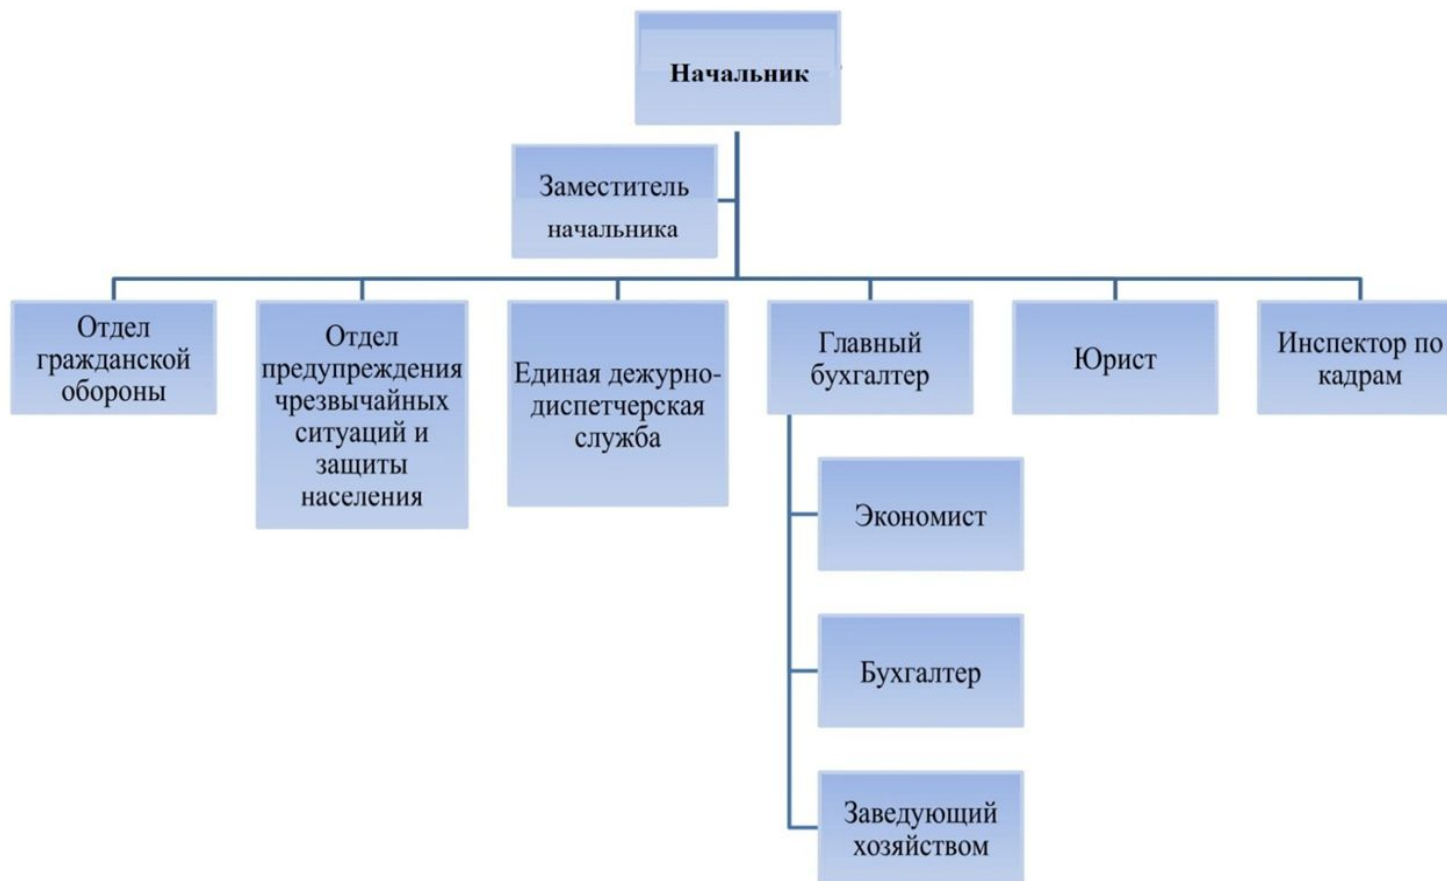 Начальник
Заместитель
начальника
Отдел
гражданской
обороны
Отдел
предупреждения
чрезвычайных
ситуаций и
защиты
населения
Единая дежурно-
диспетчерская
служба
Главный
бухгалтер
Юрист
Инспектор по
кадрам
Экономист
Бухгалтер
Заведующий
хозяйством